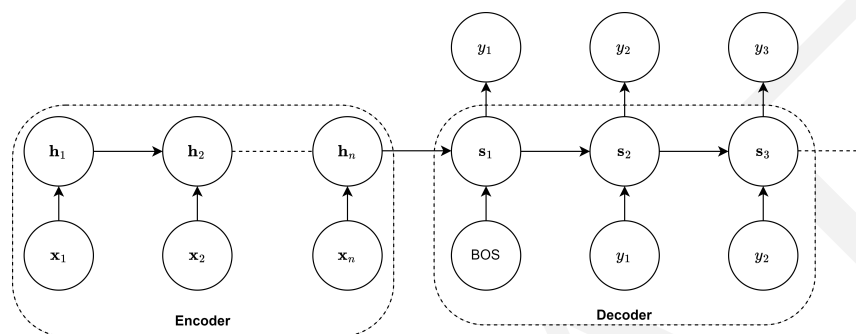 y₁ y₂ y₃
h₁ h₂ hₙ s₁ s₂ s₃
x₁ x₂ xₙ BOS y₁ y₂
Encoder Decoder